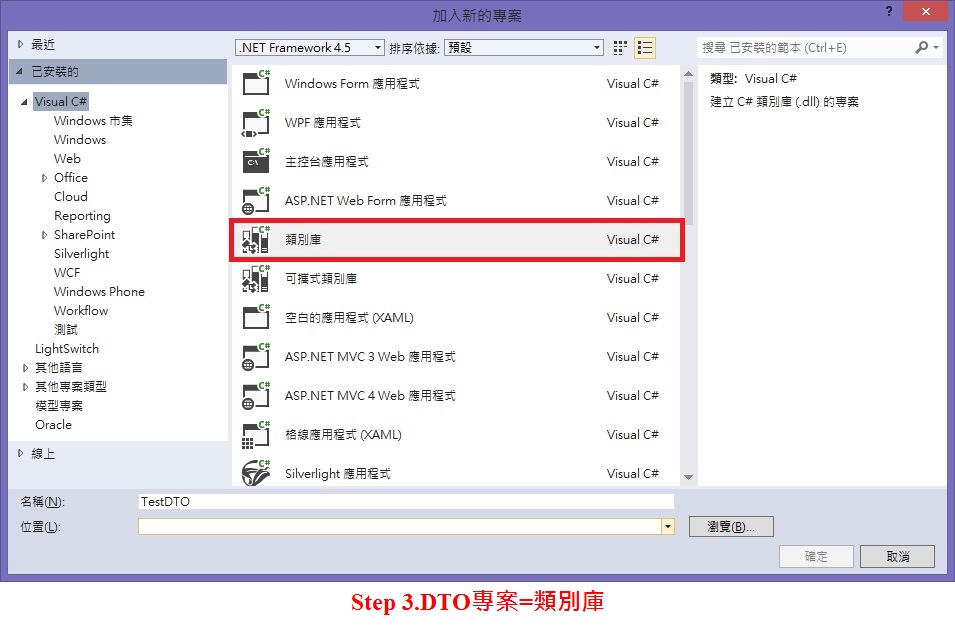 加入新的專案
?
最近
已安裝的
Visual C#
Windows 市集
Windows
Web
Office
Cloud
Reporting
SharePoint
Silverlight
WCF
Windows Phone
Workflow
測試
LightSwitch
其他語言
其他專案類型
模型專案
Oracle
線上
.NET Framework 4.5 排序依據: 預設
Windows Form 應用程式 Visual C#
WPF 應用程式 Visual C#
主控台應用程式 Visual C#
ASP.NET Web Form 應用程式 Visual C#
類別庫 Visual C#
可攜式類別庫 Visual C#
空白的應用程式 (XAML) Visual C#
ASP.NET MVC 3 Web 應用程式 Visual C#
ASP.NET MVC 4 Web 應用程式 Visual C#
格線應用程式 (XAML) Visual C#
Silverlight 應用程式 Visual C#
搜尋 已安裝的範本 (Ctrl+E)
類型: Visual C#
建立 C# 類別庫 (.dll) 的專案
名稱(N): TestDTO
位置(L): 瀏覽(B)...
確定 取消
Step 3.DTO專案=類別庫